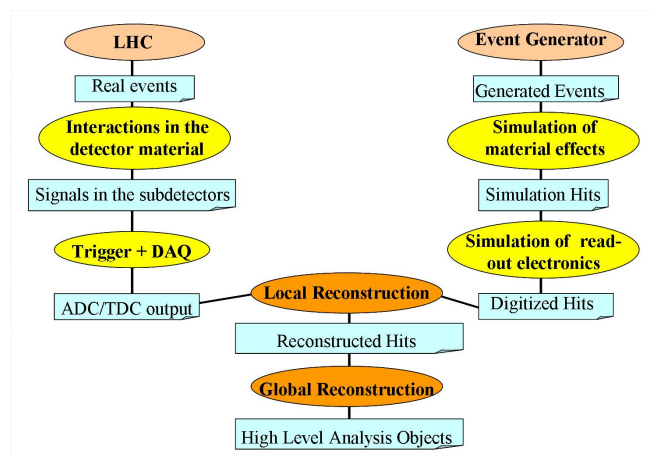 LHC
Real events
Interactions in the
detector material
Signals in the subdetectors
Trigger + DAQ
ADC/TDC output
Event Generator
Generated Events
Simulation of
material effects
Simulation Hits
Simulation of read-
out electronics
Digitized Hits
Local Reconstruction
Reconstructed Hits
Global Reconstruction
High Level Analysis Objects